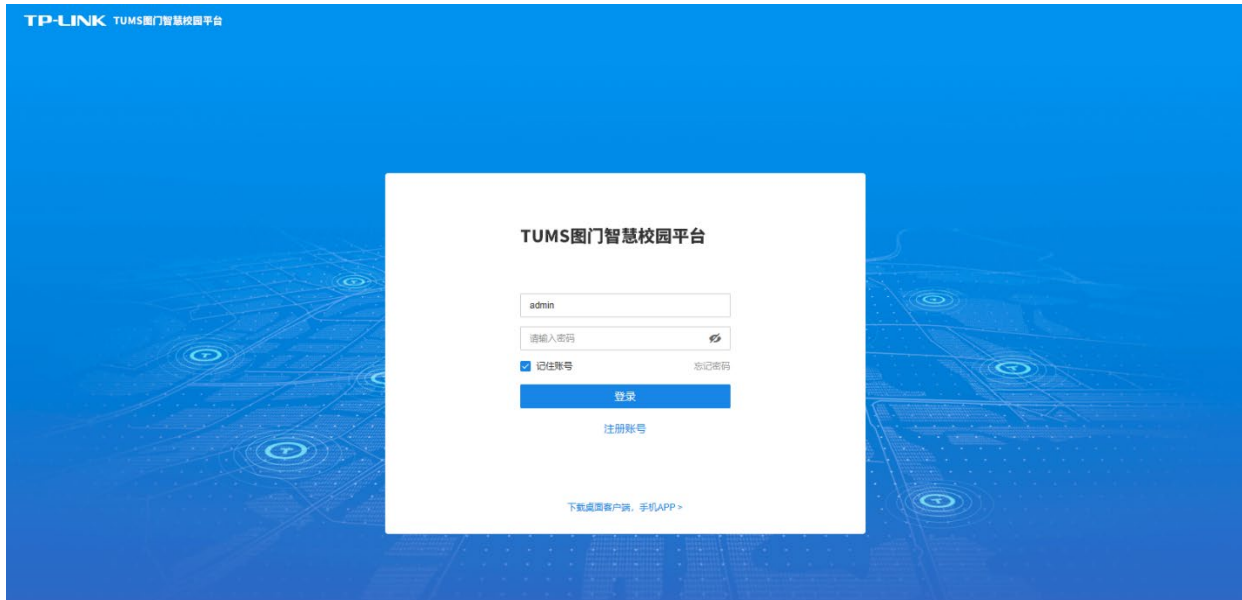 TP-LINK TUMS图门智慧校园平台
TUMS图门智慧校园平台
admin
请输入密码
记住账号 忘记密码
登录
注册账号
下载桌面客户端，手机APP >